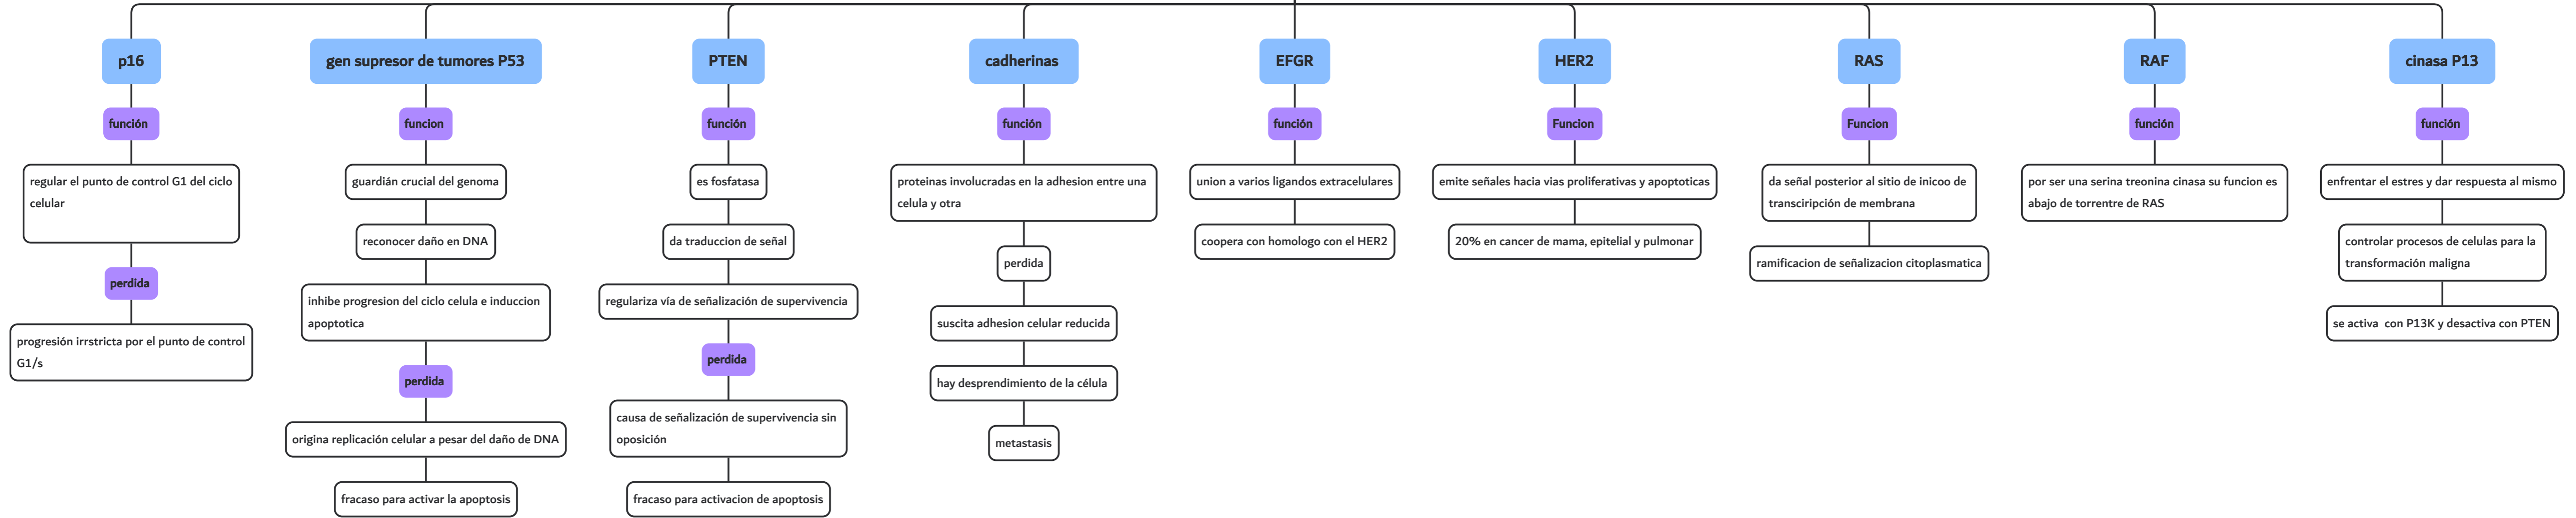 p16
función
regular el punto de control G1 del ciclo
celular
perdida
progresión irrstricta por el punto de control
G1/s
gen supresor de tumores P53
funcion
guardián crucial del genoma
reconocer daño en DNA
inhibe progresion del ciclo celula e induccion
apoptotica
perdida
origina replicación celular a pesar del daño de DNA
fracaso para activar la apoptosis
PTEN
función
es fosfatasa
da traduccion de señal
regulariza vía de señalización de supervivencia
perdida
causa de señalización de supervivencia sin
oposición
fracaso para activacion de apoptosis
cadherinas
función
proteinas involucradas en la adhesion entre una
celula y otra
perdida
suscita adhesion celular reducida
hay desprendimiento de la célula
metastasis
EFGR
función
union a varios ligandos extracelulares
coopera con homologo con el HER2
HER2
Funcion
emite señales hacia vias proliferativas y apoptoticas
20% en cancer de mama, epitelial y pulmonar
RAS
Funcion
da señal posterior al sitio de inicoo de
transciripción de membrana
ramificacion de señalizacion citoplasmatica
RAF
función
por ser una serina treonina cinasa su funcion es
abajo de torrentre de RAS
cinasa P13
función
enfrentar el estres y dar respuesta al mismo
controlar procesos de celulas para la
transformación maligna
se activa  con P13K y desactiva con PTEN